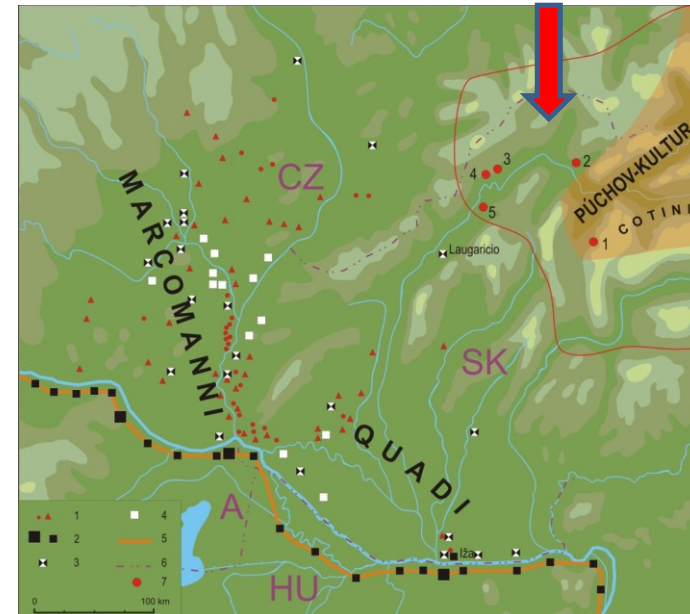 MARCOMANNI
CZ
4
3
2
5
PÚCHOV-KULTUR
COTINI
1
Laugaricio
SK
QUADI
A
Iža
HU
1
2
3
4
5
6
7
0 100 km